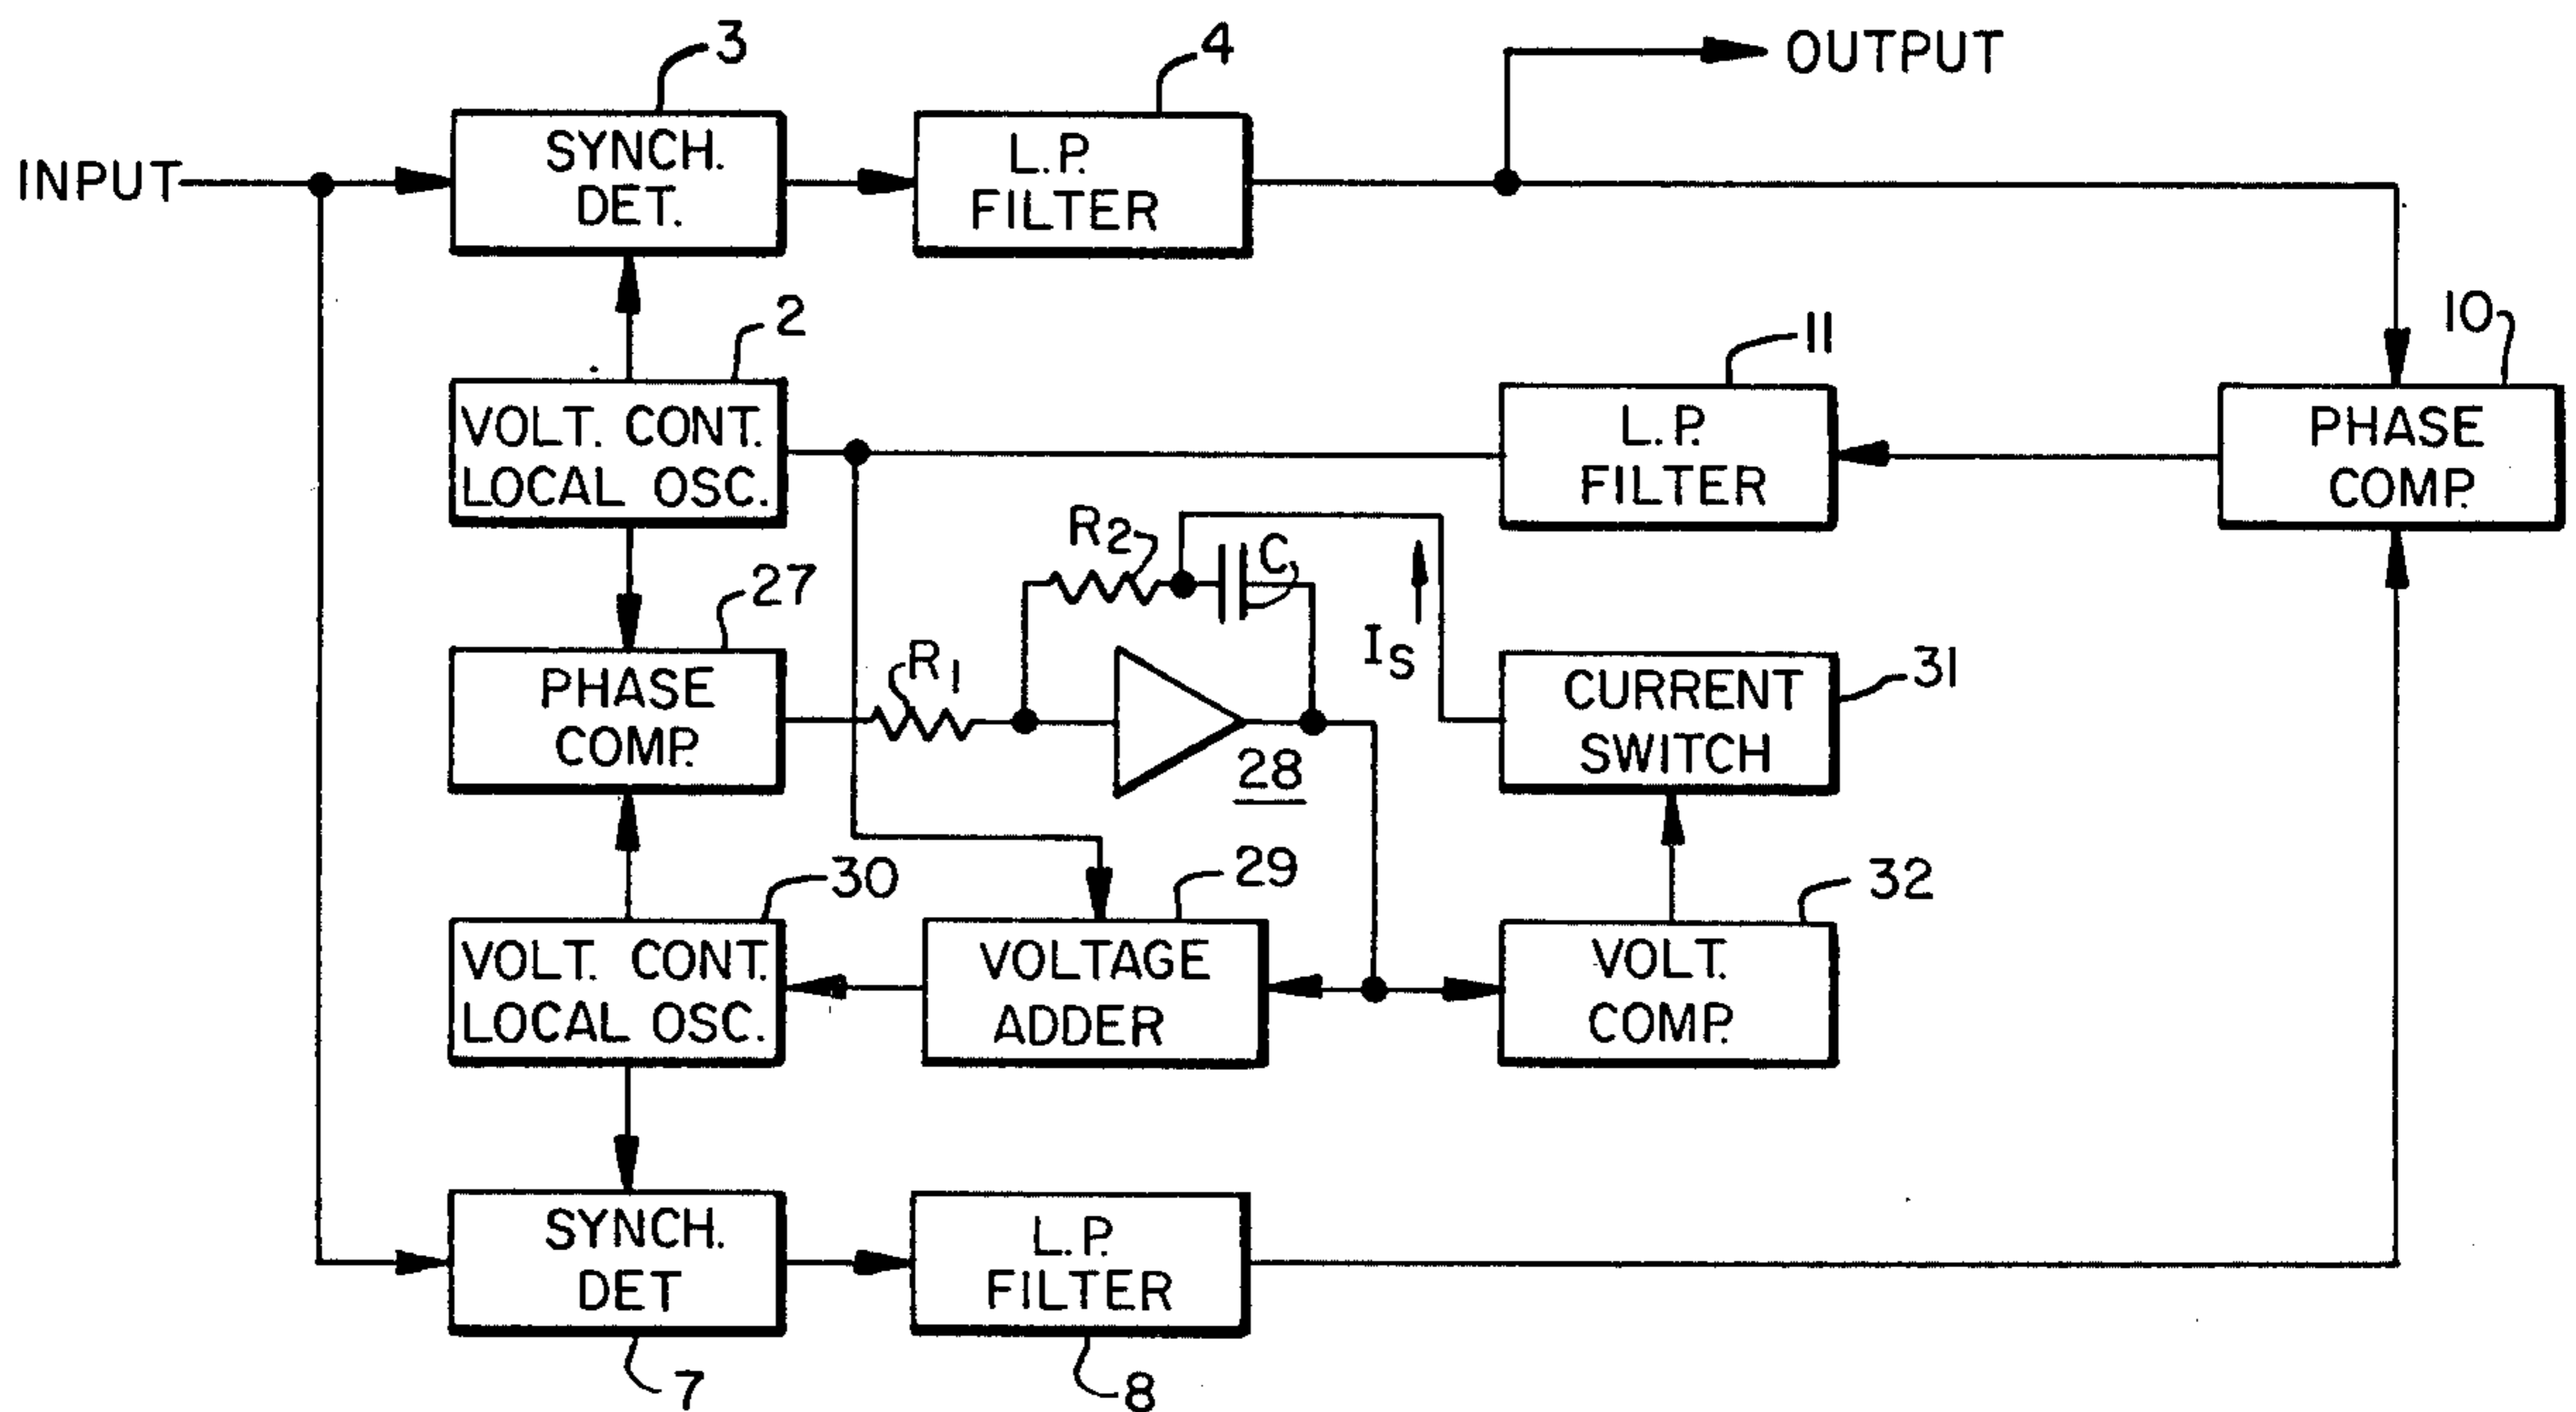 3
4
OUTPUT
INPUT
SYNCH.
DET.
L.P.
FILTER
2
11
10
VOLT. CONT.
LOCAL OSC.
L.P.
FILTER
PHASE
COMP.
R2
C
27
R1
IS
31
PHASE
COMP.
28
CURRENT
SWITCH
30
29
32
VOLT. CONT.
LOCAL OSC.
VOLTAGE
ADDER
VOLT.
COMP.
SYNCH.
DET
L.P.
FILTER
7
8